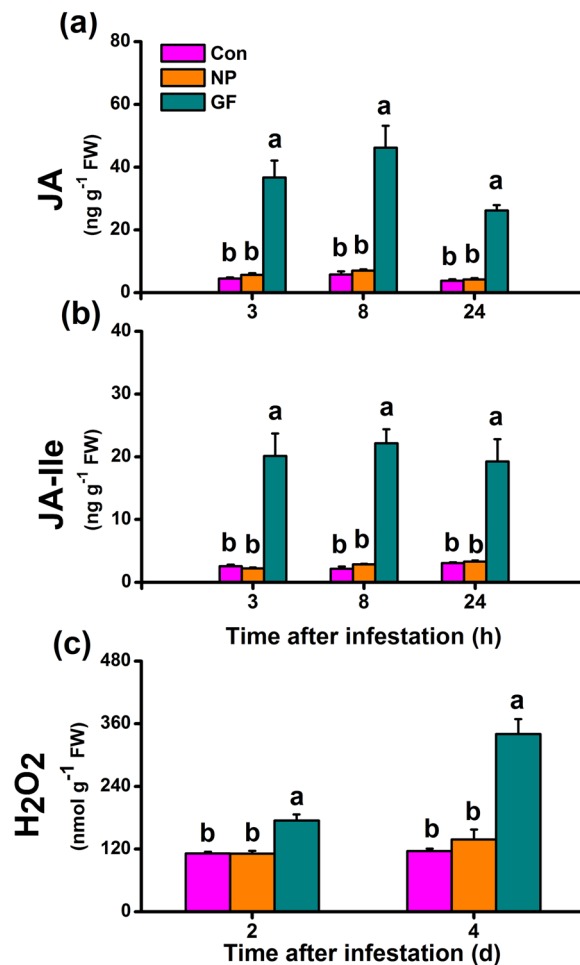 (a)
80
60
40
20
0
JA
(ng g⁻¹ FW)
Con
NP
GF
b b a
b b a
b b a
3 8 24
(b)
40
30
20
10
0
JA-Ile
(ng g⁻¹ FW)
b b a
b b a
b b a
3 8 24
Time after infestation (h)
(c)
480
360
240
120
0
H₂O₂
(nmol g⁻¹ FW)
b b a
b b a
2 4
Time after infestation (d)